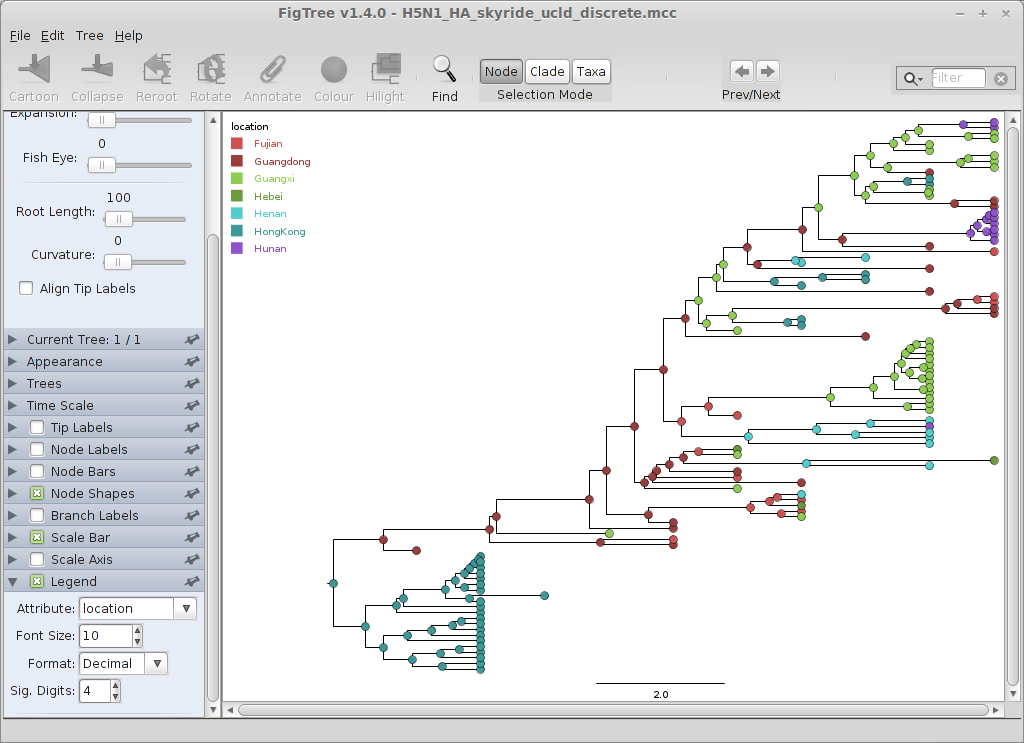 FigTree v1.4.0 - H5N1_HA_skyride_ucld_discrete.mcc
File Edit Tree Help
Cartoon Collapse Reroot Rotate Annotate Colour Hilight Find
Node Clade Taxa
Selection Mode
Prev/Next
Filter
Expansion:
0
Fish Eye:
100
Root Length:
0
Curvature:
Align Tip Labels
Current Tree: 1 / 1
Appearance
Trees
Time Scale
Tip Labels
Node Labels
Node Bars
Node Shapes
Branch Labels
Scale Bar
Scale Axis
Legend
Attribute: location
Font Size: 10
Format: Decimal
Sig. Digits: 4
location
Fujian
Guangdong
Guangxi
Hebei
Henan
HongKong
Hunan
2.0